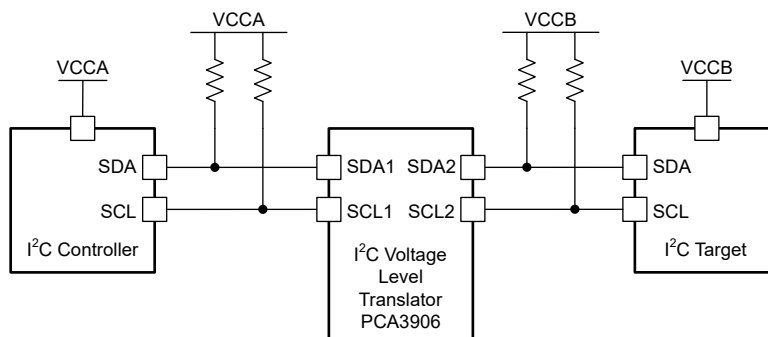 VCCA
VCCB
VCCA
VCCB
SDA
SCL
I²C Controller
SDA1
SCL1
SDA2
SCL2
I²C Voltage
Level
Translator
PCA3906
SDA
SCL
I²C Target